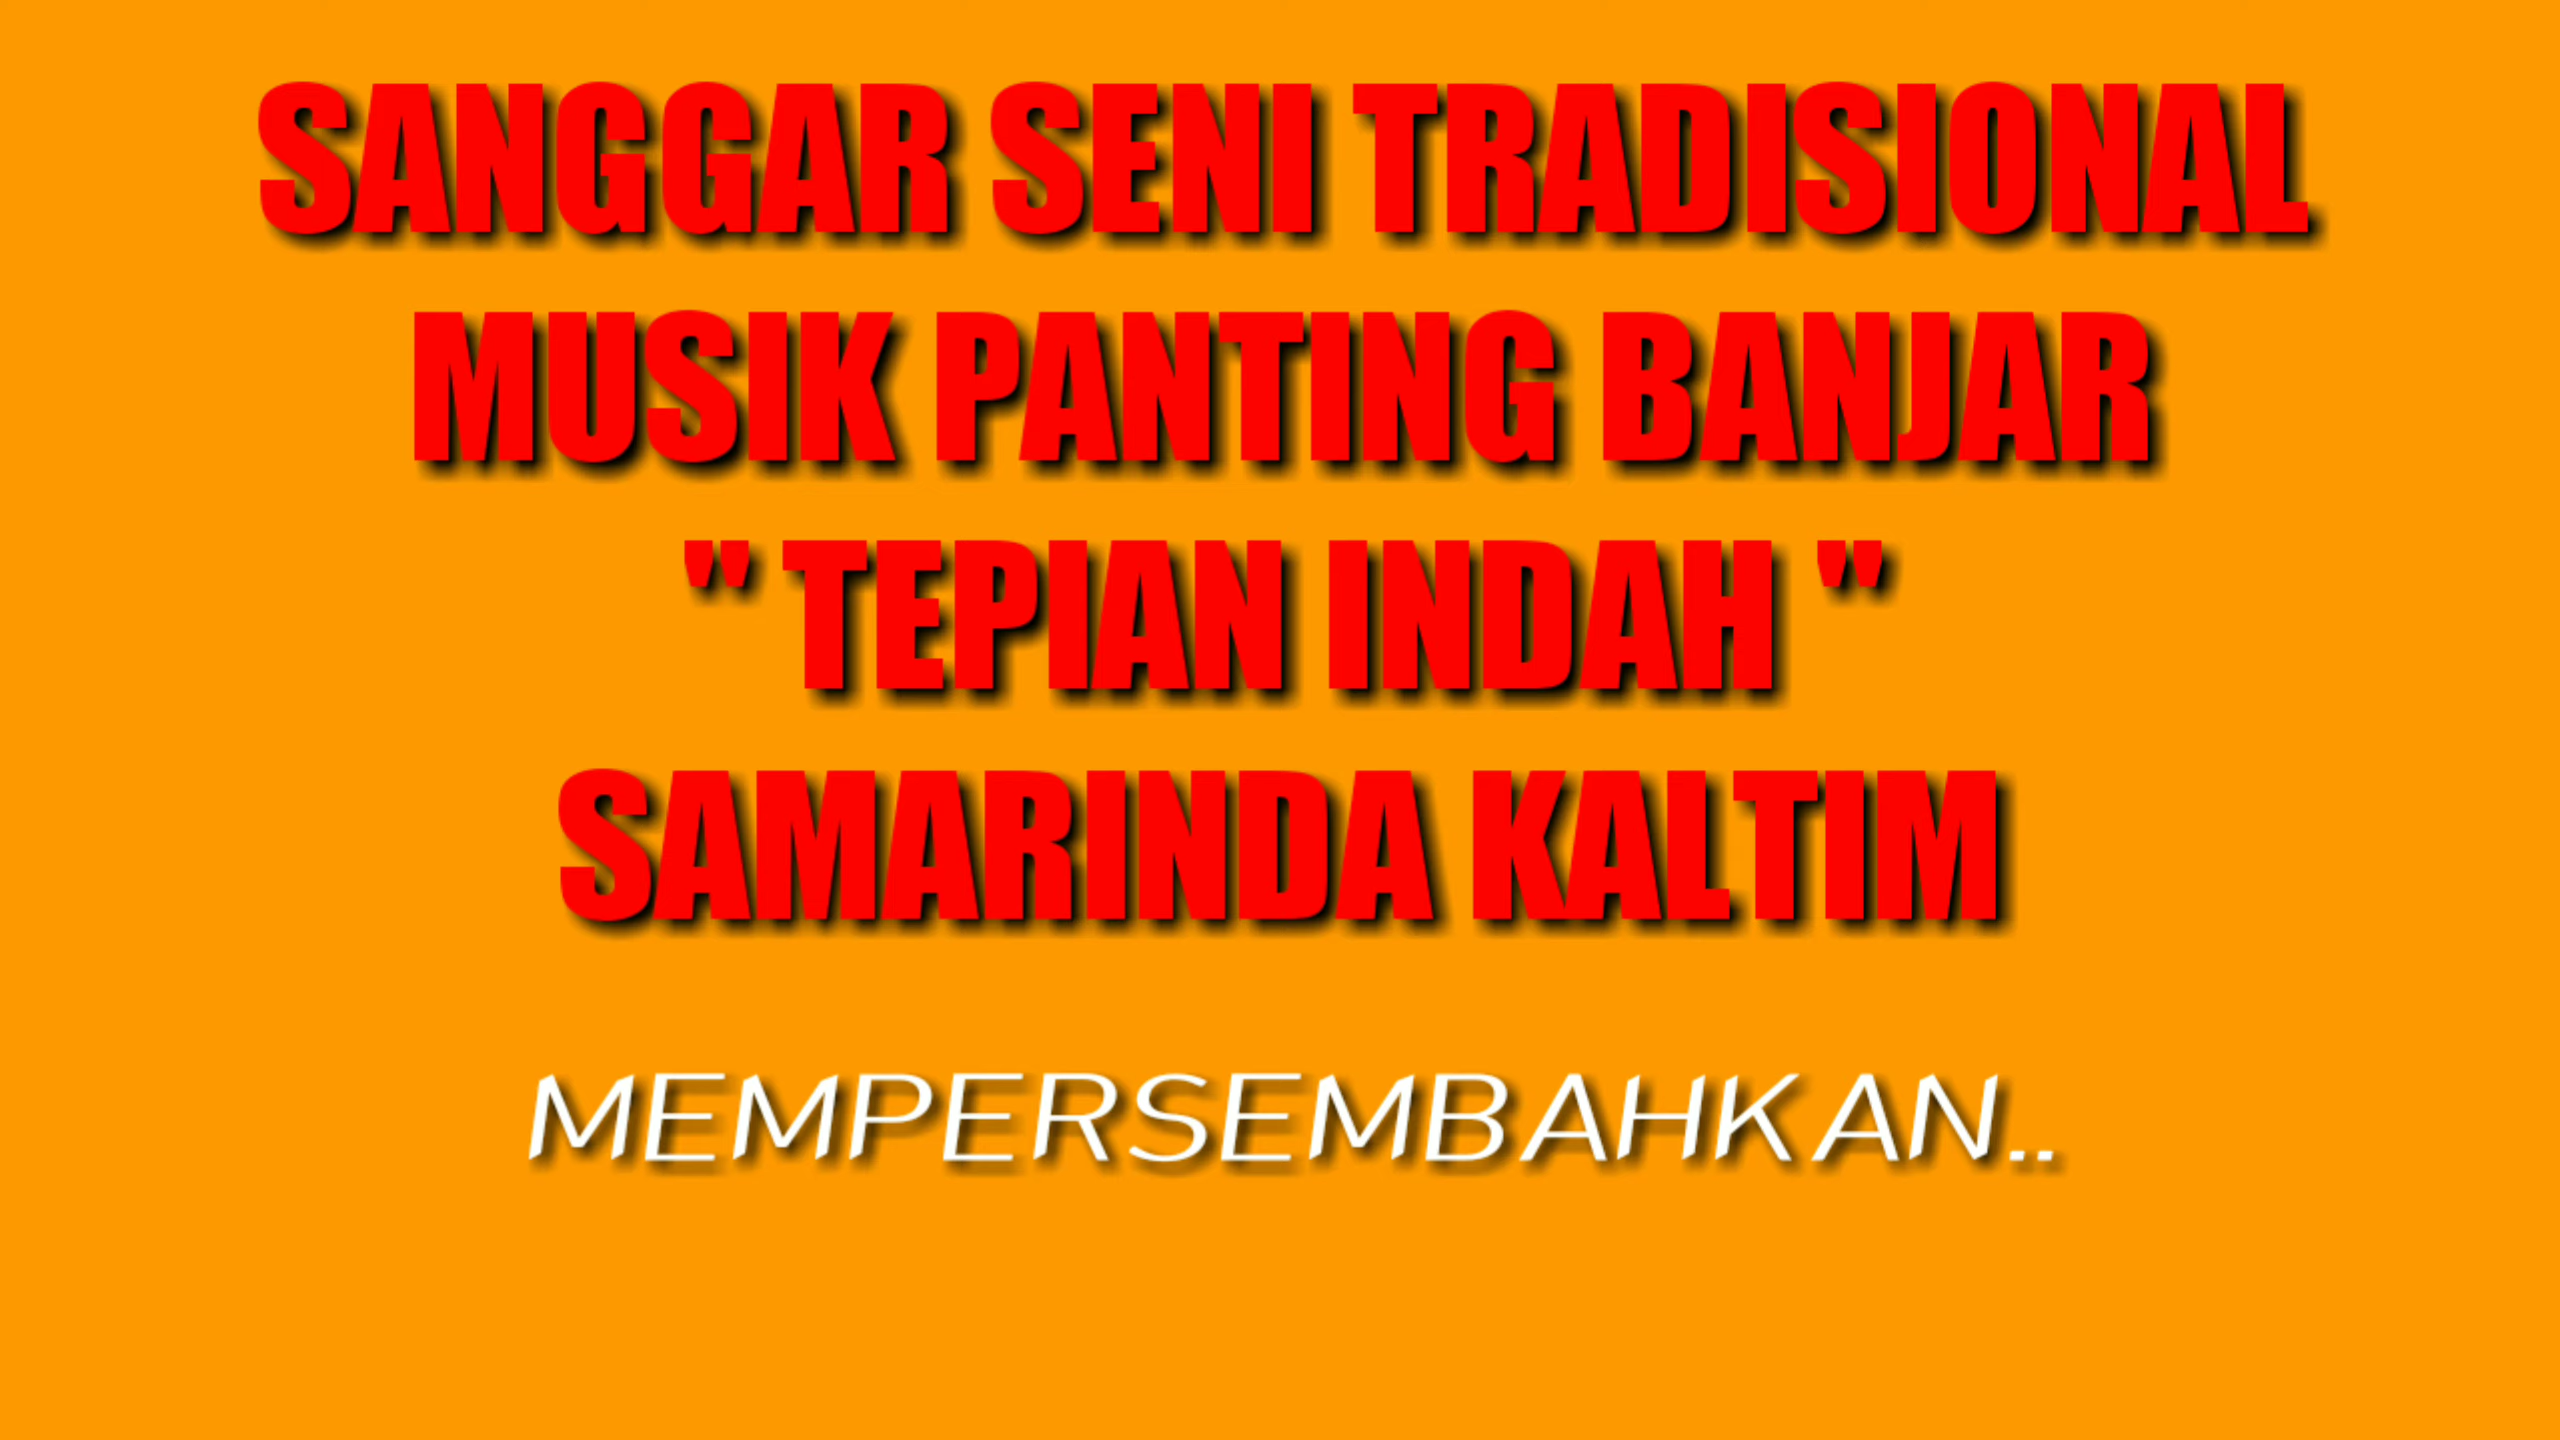 SANGGAR SENI TRADISIONAL
MUSIK PANTING BANJAR
" TEPIAN INDAH "
SAMARINDA KALTIM
MEMPERSEMBAHKAN..